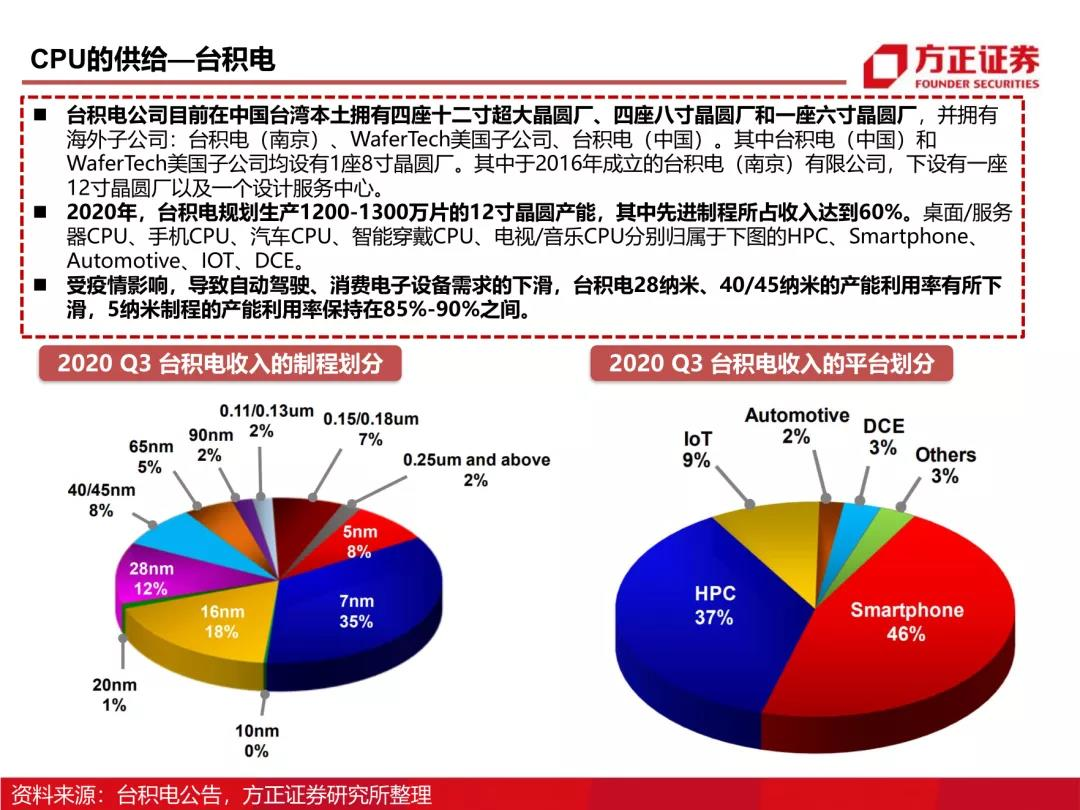 CPU的供给—台积电
方正证券
FOUNDER SECURITIES
■ 台积电公司目前在中国台湾本土拥有四座十二寸超大晶圆厂、四座八寸晶圆厂和一座六寸晶圆厂，并拥有
海外子公司：台积电（南京）、WaferTech美国子公司、台积电（中国）。其中台积电（中国）和
WaferTech美国子公司均设有1座8寸晶圆厂。其中于2016年成立的台积电（南京）有限公司，下设有一座
12寸晶圆厂以及一个设计服务中心。
■ 2020年，台积电规划生产1200-1300万片的12寸晶圆产能，其中先进制程所占收入达到60%。桌面/服务
器CPU、手机CPU、汽车CPU、智能穿戴CPU、电视/音乐CPU分别归属于下图的HPC、Smartphone、
Automotive、IOT、DCE。
■ 受疫情影响，导致自动驾驶、消费电子设备需求的下滑，台积电28纳米、40/45纳米的产能利用率有所下
滑，5纳米制程的产能利用率保持在85%-90%之间。
2020 Q3 台积电收入的制程划分
0.11/0.13um
2%
0.15/0.18um
7%
90nm
2%
65nm
5%
0.25um and above
2%
40/45nm
8%
5nm
8%
28nm
12%
7nm
35%
16nm
18%
20nm
1%
10nm
0%
2020 Q3 台积电收入的平台划分
Automotive
2%
DCE
3%
IoT
9%
Others
3%
HPC
37%
Smartphone
46%
资料来源：台积电公告，方正证券研究所整理